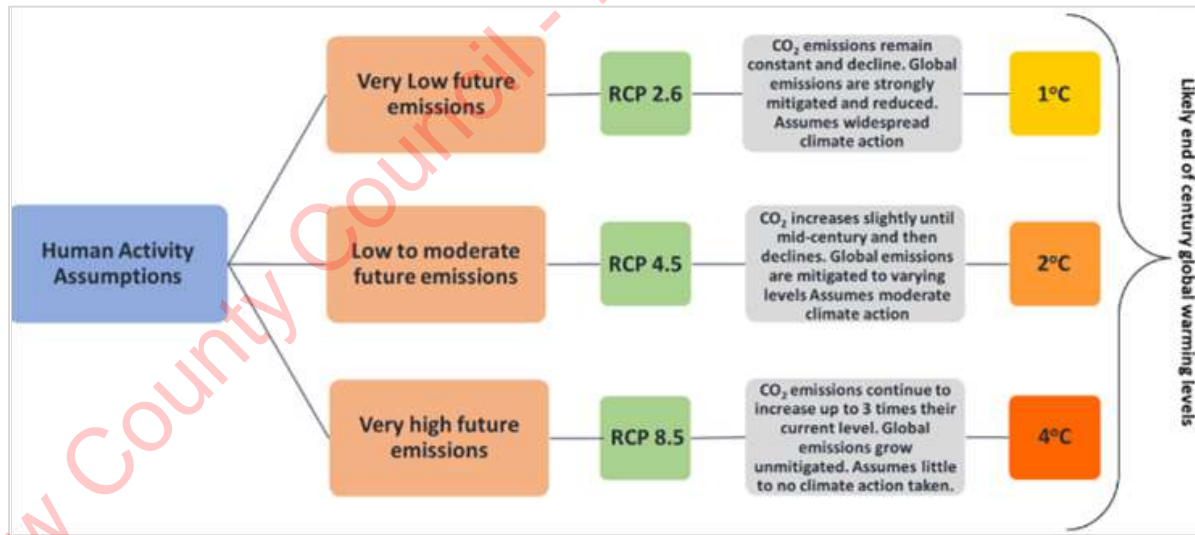 Human Activity
Assumptions
Very Low future
emissions
RCP 2.6
CO₂ emissions remain
constant and decline. Global
emissions are strongly
mitigated and reduced.
Assumes widespread
climate action
1°C
Low to moderate
future emissions
RCP 4.5
CO₂ increases slightly until
mid-century and then
declines. Global emissions
are mitigated to varying
levels Assumes moderate
climate action
2°C
Very high future
emissions
RCP 8.5
CO₂ emissions continue to
increase up to 3 times their
current level. Global
emissions grow
unmitigated. Assumes little
to no climate action taken.
4°C
Likely end of century global warming levels
County Council -